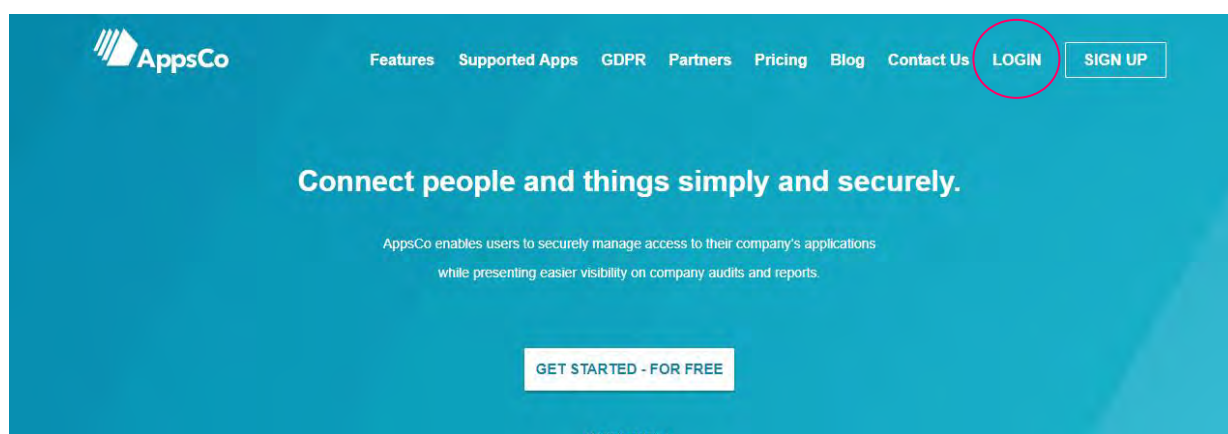 AppsCo
Features Supported Apps GDPR Partners Pricing Blog Contact Us LOGIN SIGN UP
Connect people and things simply and securely.
AppsCo enables users to securely manage access to their company's applications
while presenting easier visibility on company audits and reports.
GET STARTED - FOR FREE